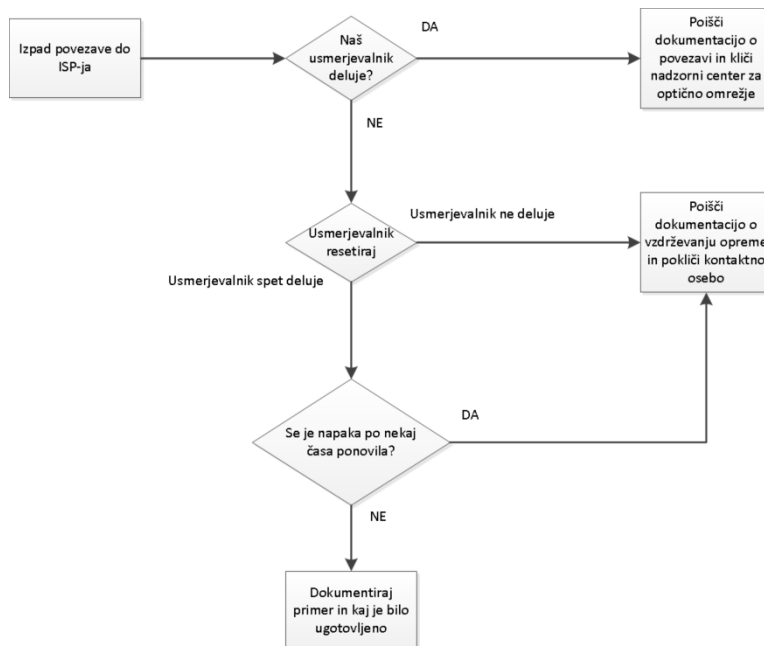 Izpad povezave do
ISP-ja
Naš
usmerjevalnik
deluje?
DA
Poišči
dokumentacijo o
povezavi in kliči
nadzorni center za
optično omrežje
NE
Usmerjevalnik
resetiraj
Usmerjevalnik ne deluje
Poišči
dokumentacijo o
vzdrževanju opreme
in pokliči kontaktno
osebo
Usmerjevalnik spet deluje
Se je napaka po nekaj
časa ponovila?
DA
NE
Dokumentiraj
primer in kaj je bilo
ugotovljeno